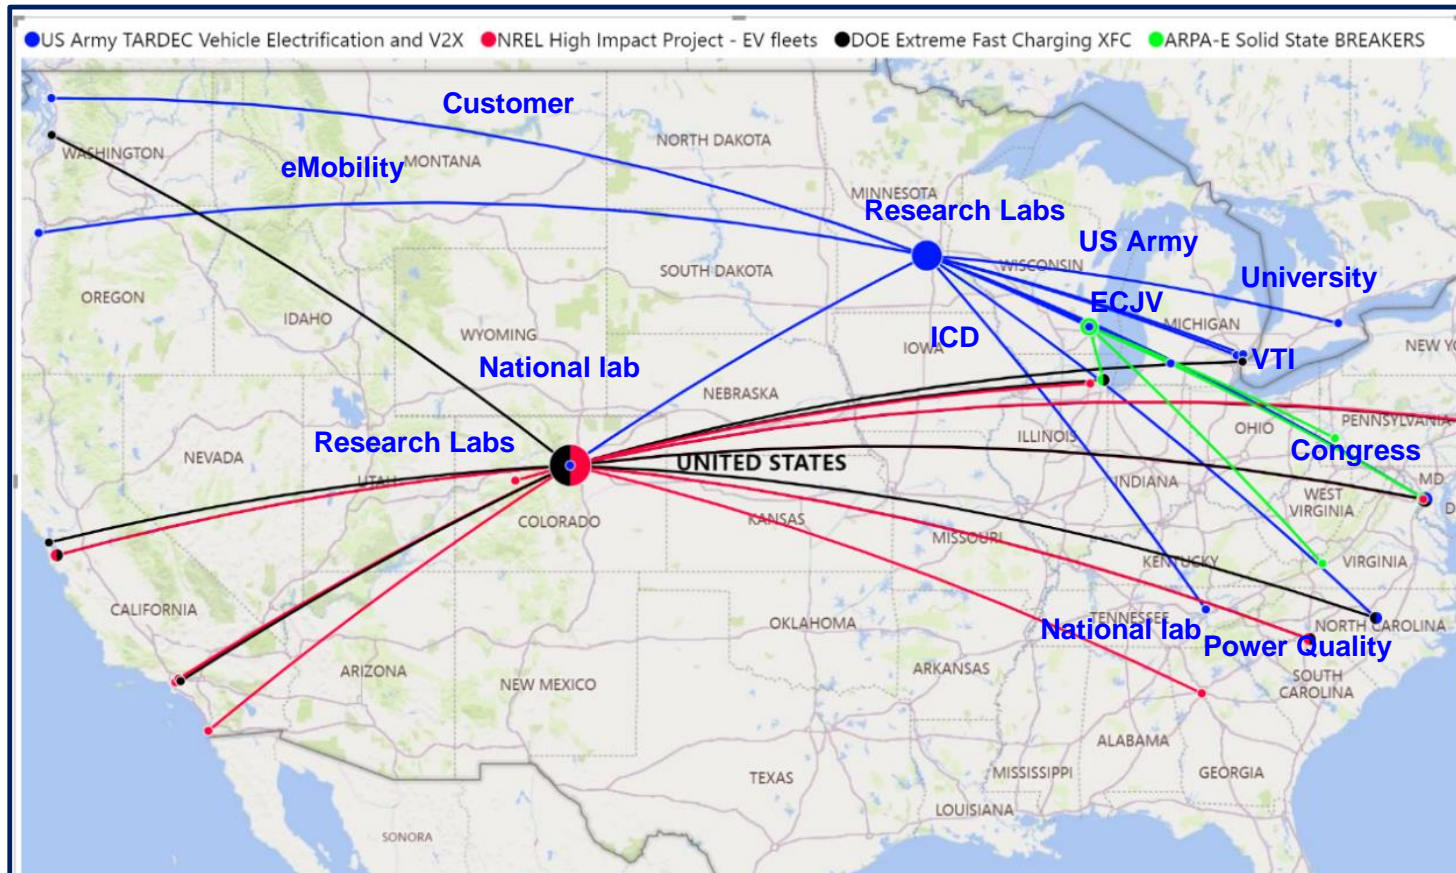 US Army TARDEC Vehicle Electrification and V2X NREL High Impact Project - EV fleets DOE Extreme Fast Charging XFC ARPA-E Solid State BREAKERS
Customer
WASHINGTON
MONTANA
NORTH DAKOTA
eMobility
MINNESOTA
Research Labs
US Army
WISCONSIN
University
SOUTH DAKOTA
OREGON
IDAHO
WYOMING
ECJV
MICHIGAN
ICD
IOWA
NEW YO
VTI
National lab
NEBRASKA
Research Labs
ILLINOIS
OHIO
PENNSYLVANIA
Congress
NEVADA
UTAH
UNITED STATES
INDIANA
MD
WEST
VIRGINIA
D
COLORADO
KANSAS
MISSOURI
KENTUCKY
VIRGINIA
CALIFORNIA
OKLAHOMA
TENNESSEE
National lab
NORTH CAROLINA
Power Quality
ARIZONA
NEW MEXICO
ARKANSAS
SOUTH
CAROLINA
ALABAMA
TEXAS
MISSISSIPPI
GEORGIA
LOUISIANA
SONORA